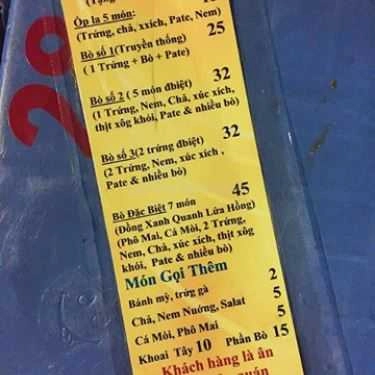 (Tặng
Ốp la 5 món:
(Trứng, chả, xxích, Pate, Nem)
Bò số 1(Truyền thống) 25
( 1 Trứng + Bò + Pate)
Bò số 2 ( 5 món đbiệt) 32
( 1 Trứng, Nem, Chả, xúc xích,
thịt xôg khói, Pate & nhiều bò)
Bò số 3(2 trứng đbiệt) 32
(2 Trứng, Nem, xúc xích ,
Pate & nhiều bò)
Bò Đặc Biệt 7 món 45
(Đồng Xanh Quanh Lửa Hồng)
(Phô Mai, Cá Mòi, 2 Trứng,
Nem, Chả, xúc xích, thịt xôg
khói, Pate & nhiều bò)
Món Gọi Thêm
Bánh mỳ, trứg gà 2
Chả, Nem Nướng, Salat 5
Cá Mòi, Phô Mai 5
Khoai Tây 10 Phần Bò 15
Khách hàng là ân